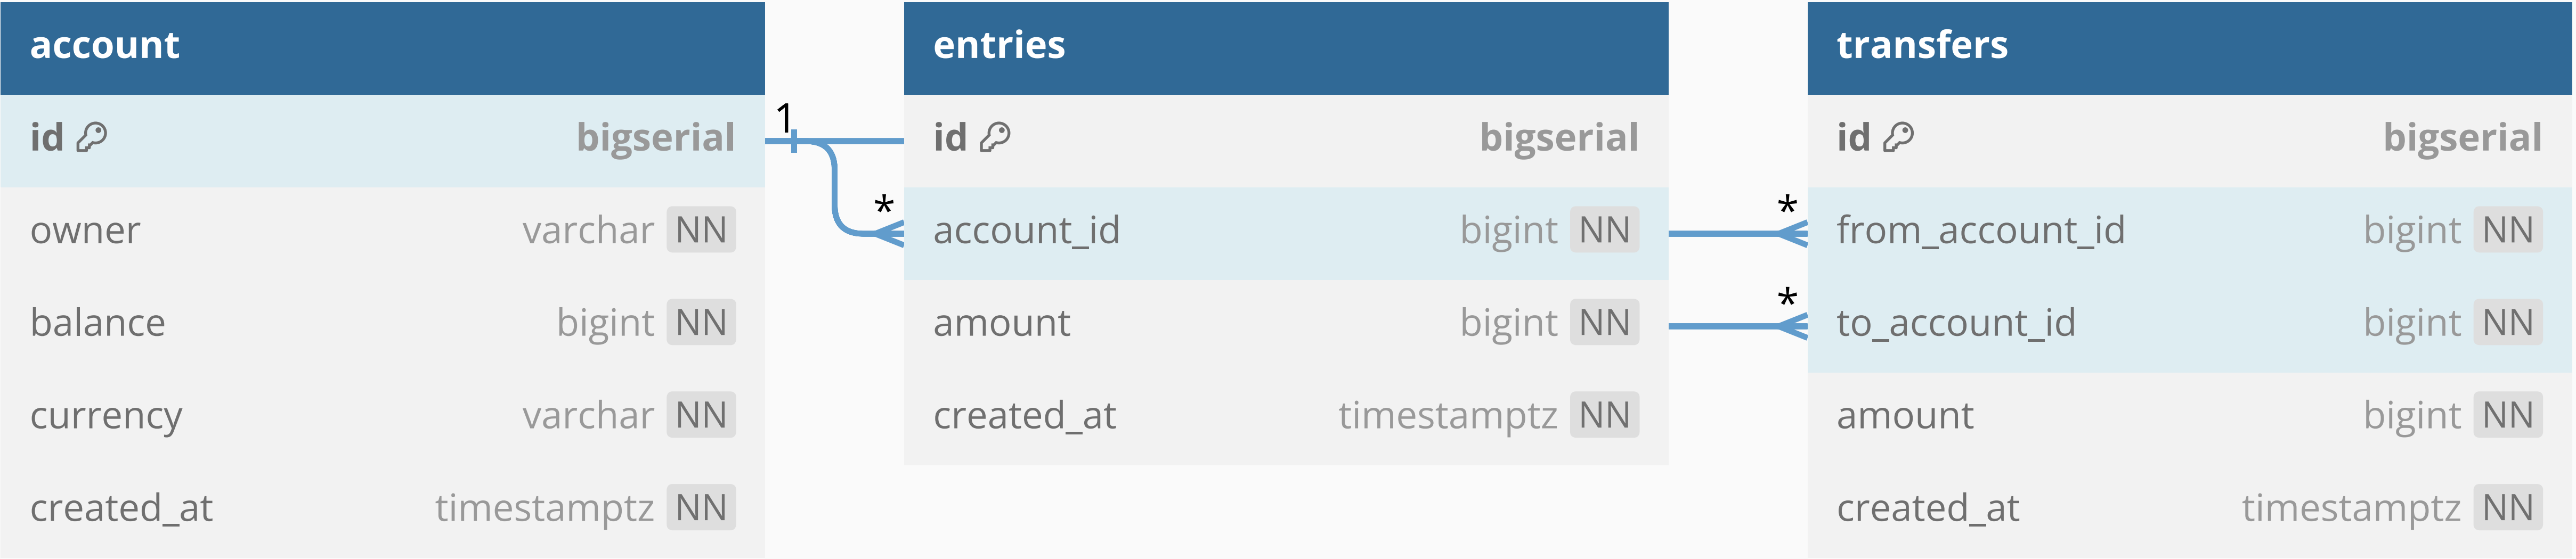 account
id bigserial
owner varchar NN
balance bigint NN
currency varchar NN
created_at timestamptz NN
1
*
entries
id bigserial
account_id bigint NN
amount bigint NN
created_at timestamptz NN
*
*
transfers
id bigserial
from_account_id bigint NN
to_account_id bigint NN
amount bigint NN
created_at timestamptz NN